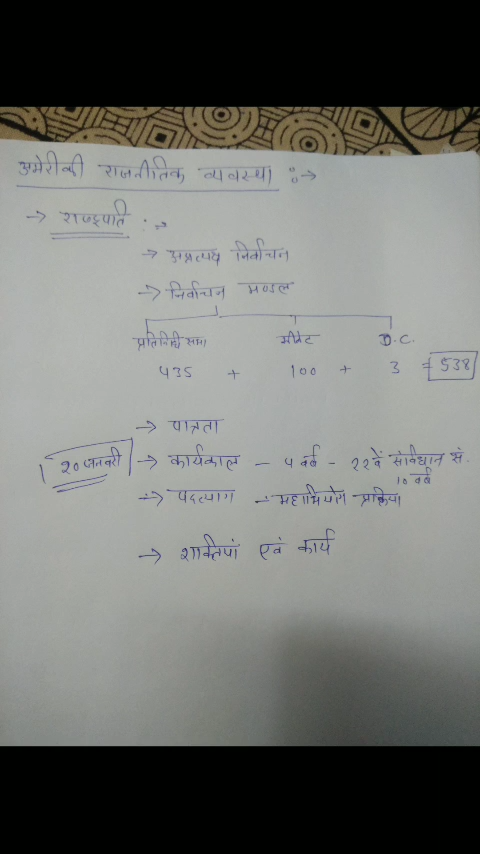 अमेरीकी राजनीतिक व्यवस्था :->
-> राष्ट्रपति :->
-> अप्रत्यक्ष निर्वाचन
-> निर्वाचन मण्डल
प्रतिनिधि सभा सीनेट D.C.
435 + 100 + 3 = 538
-> पात्रता
20 जनवरी -> कार्यकाल - 4 वर्ष - 22 वें संविधान सं.
10 वर्ष
-> पदत्याग - महाभियोग प्रक्रिया
-> शक्तियां एवं कार्य